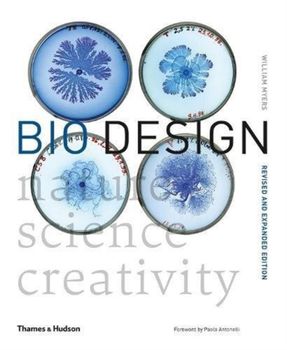 BIO DESIGN
nature
science
creativity
WILLIAM MYERS
REVISED AND EXPANDED EDITION
Thames & Hudson
Foreword by Paola Antonelli